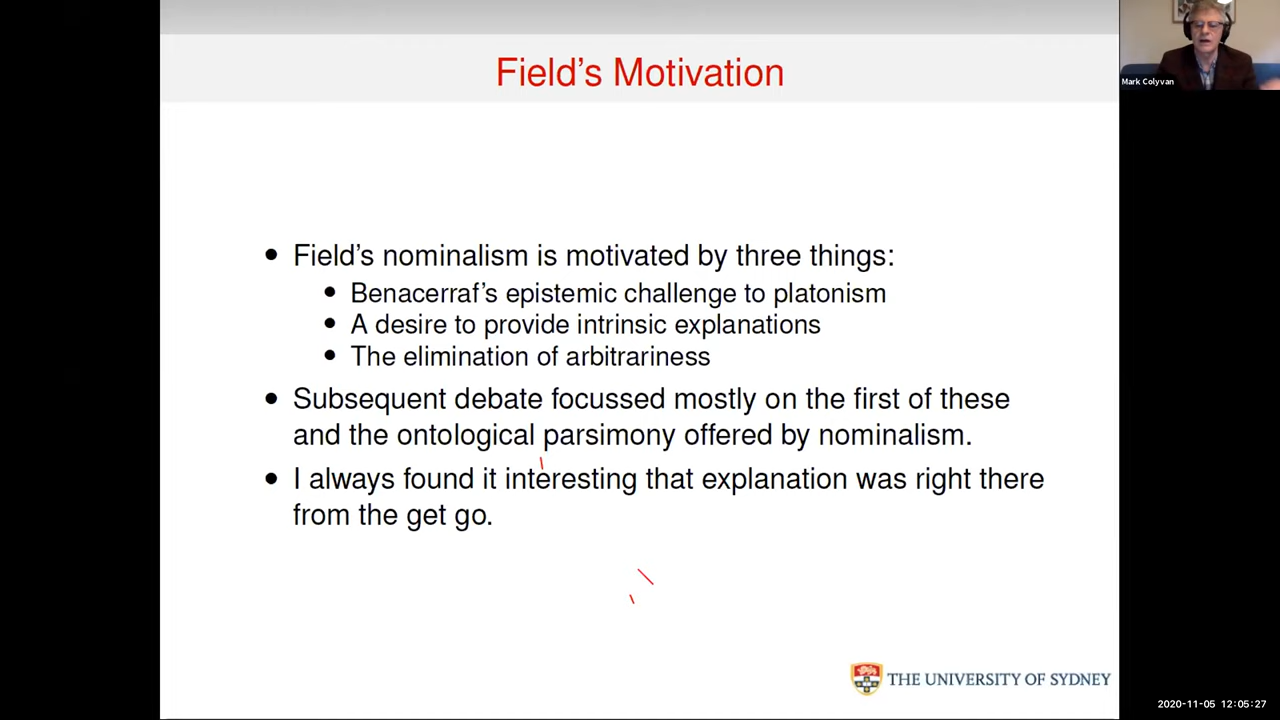 Field's Motivation
Mark Colyvan
• Field's nominalism is motivated by three things:
• Benacerraf's epistemic challenge to platonism
• A desire to provide intrinsic explanations
• The elimination of arbitrariness
• Subsequent debate focussed mostly on the first of these
and the ontological parsimony offered by nominalism.
• I always found it interesting that explanation was right there
from the get go.
THE UNIVERSITY OF SYDNEY
2020-11-05 12:05:27